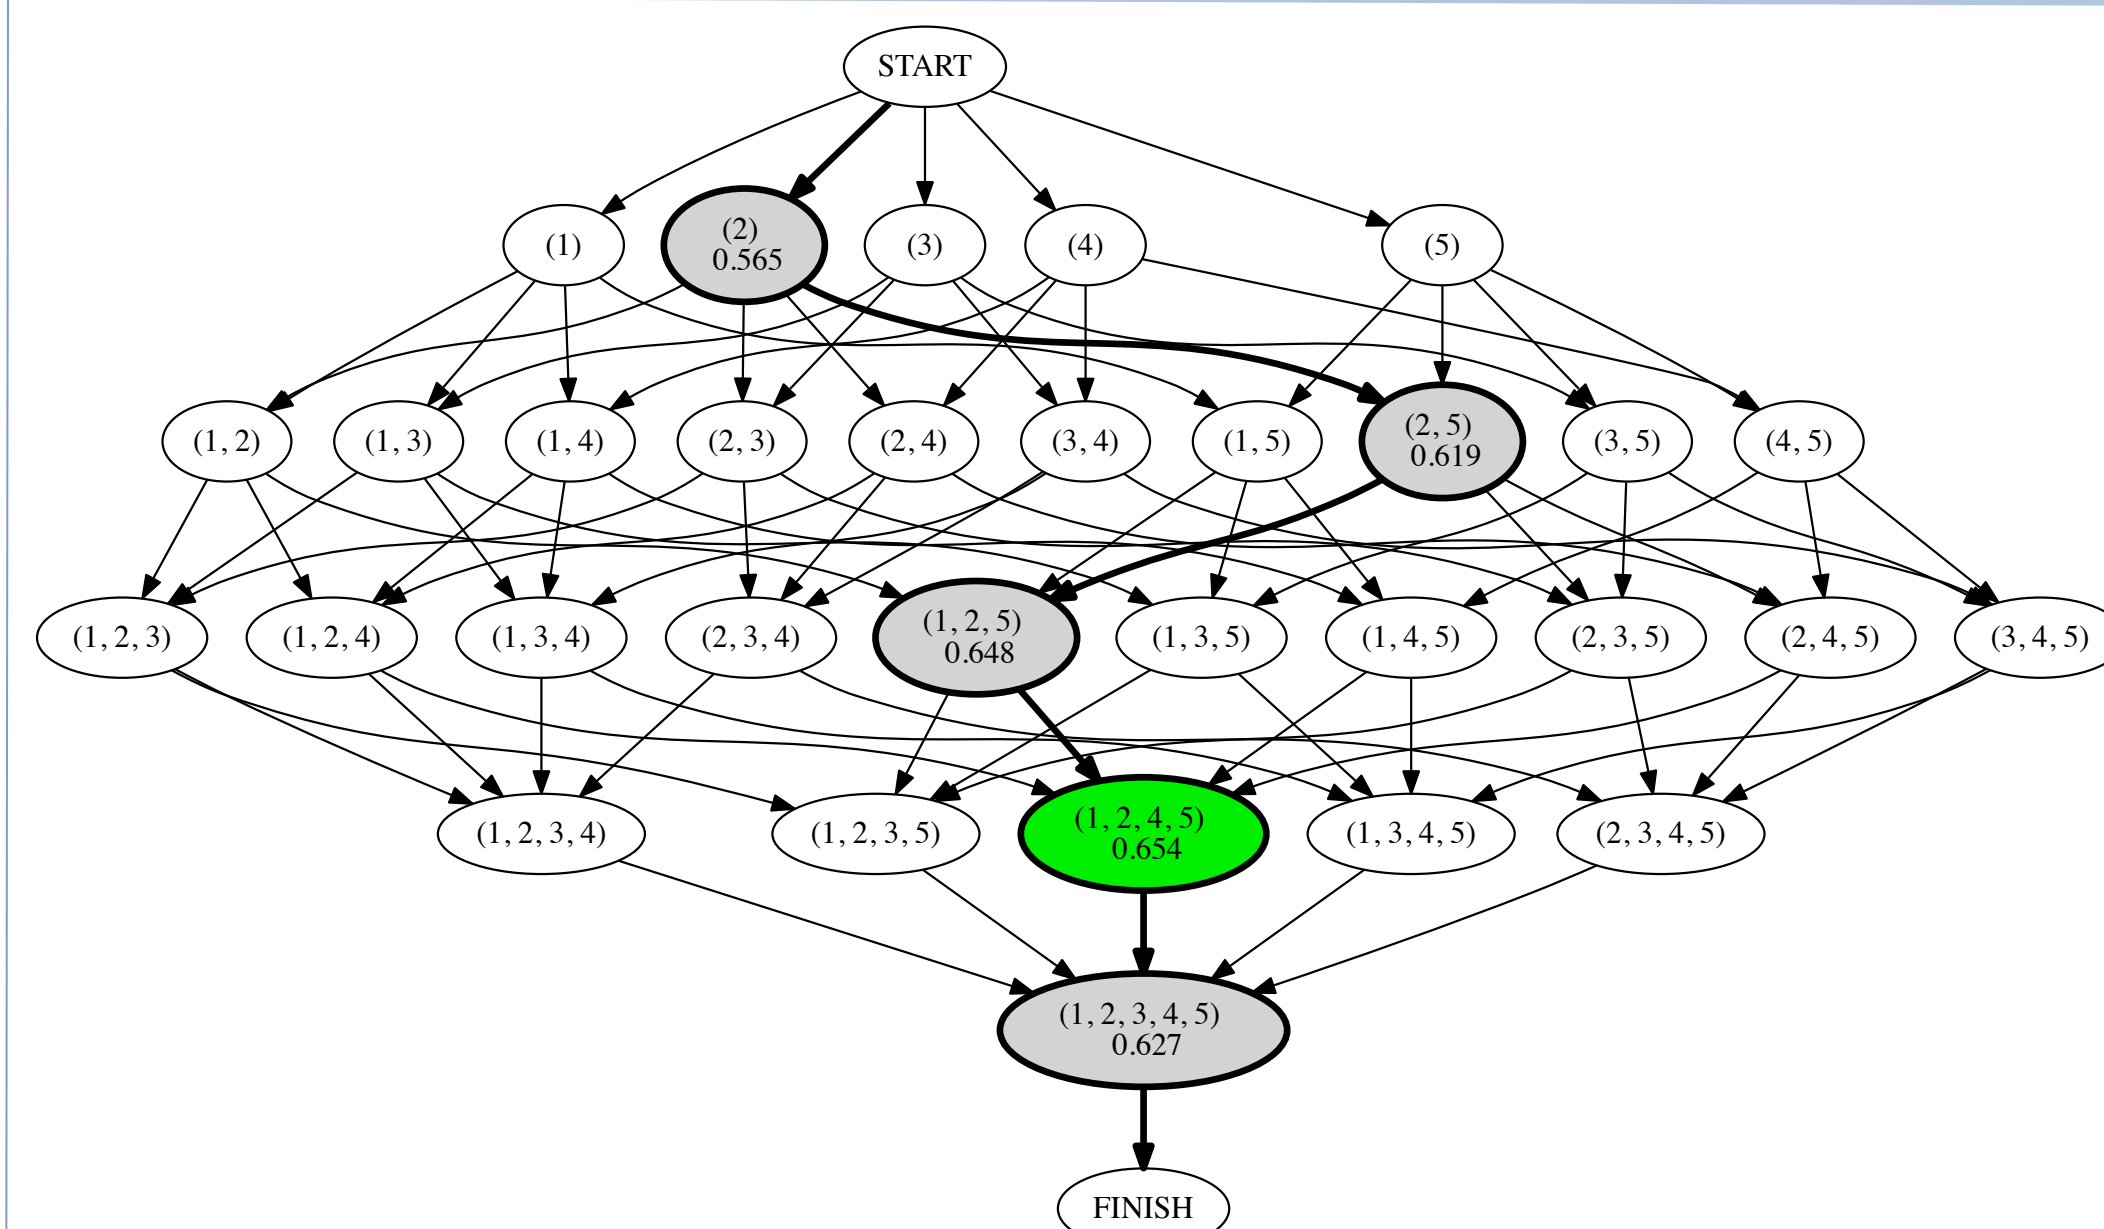 START
(1)
(2)
0.565
(3)
(4)
(5)
(1, 2)
(1, 3)
(1, 4)
(2, 3)
(2, 4)
(3, 4)
(1, 5)
(2, 5)
0.619
(3, 5)
(4, 5)
(1, 2, 3)
(1, 2, 4)
(1, 3, 4)
(2, 3, 4)
(1, 2, 5)
0.648
(1, 3, 5)
(1, 4, 5)
(2, 3, 5)
(2, 4, 5)
(3, 4, 5)
(1, 2, 3, 4)
(1, 2, 3, 5)
(1, 2, 4, 5)
0.654
(1, 3, 4, 5)
(2, 3, 4, 5)
(1, 2, 3, 4, 5)
0.627
FINISH